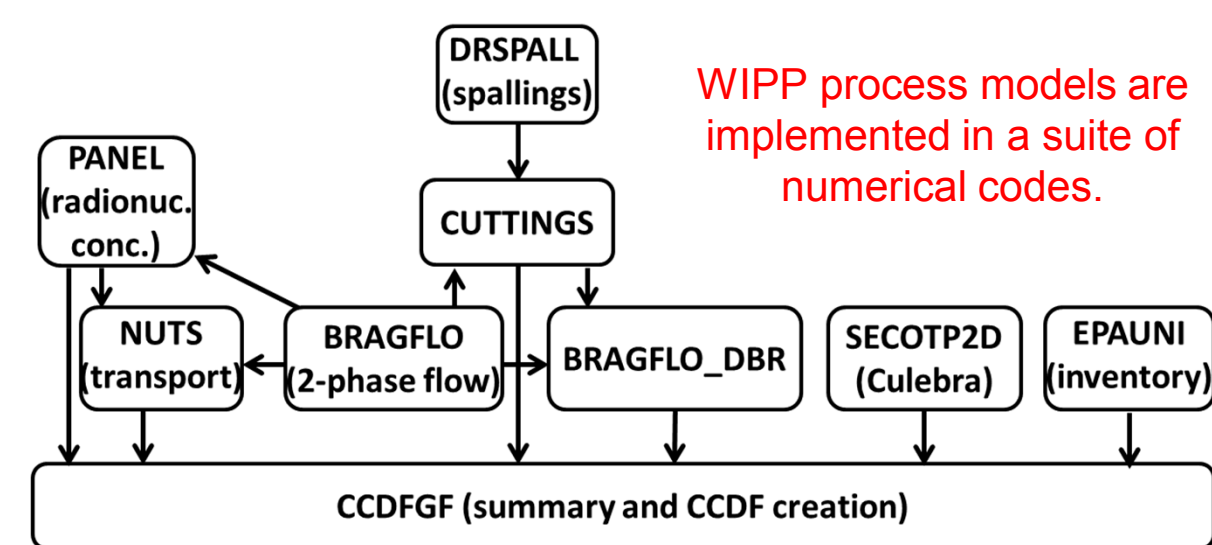 DRSPALL
(spallings)
WIPP process models are
implemented in a suite of
numerical codes.
PANEL
(radionuc.
conc.)
CUTTINGS
NUTS
(transport)
BRAGFLO
(2-phase flow)
BRAGFLO_DBR
SECOTP2D
(Culebra)
EPAUNI
(inventory)
CCDFGF (summary and CCDF creation)